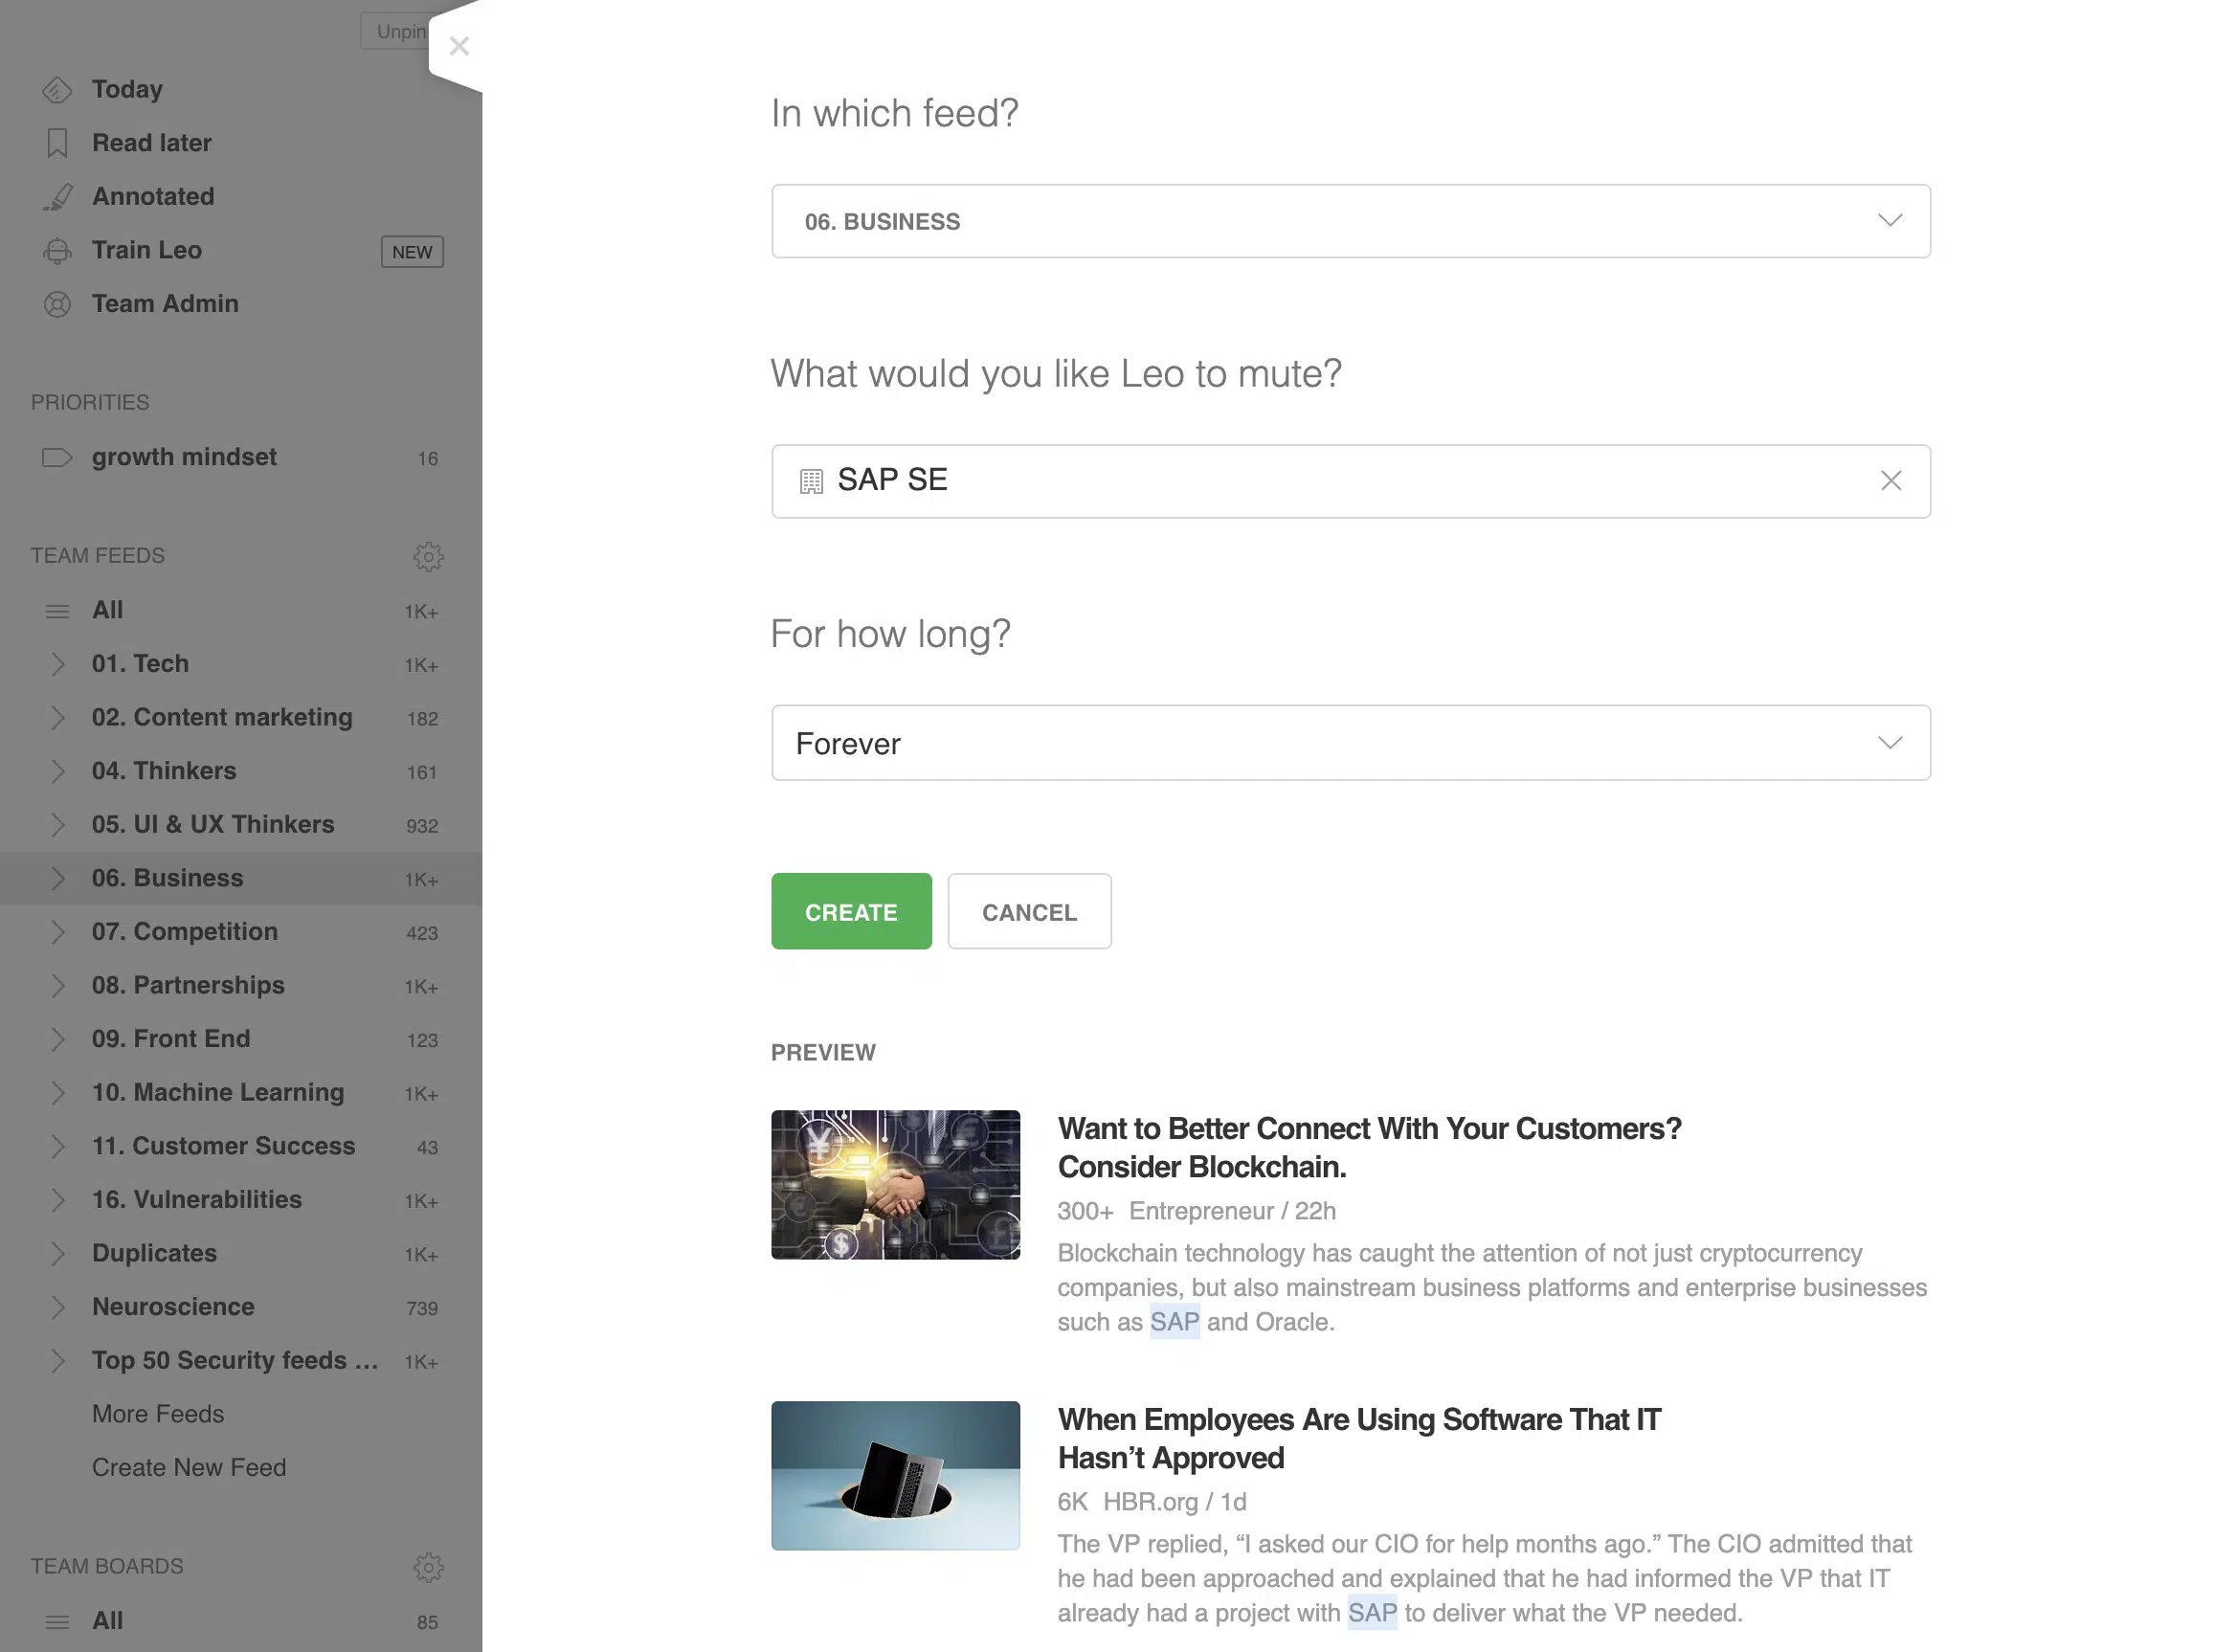 Unpin
Today
Read later
Annotated
Train Leo NEW
Team Admin
PRIORITIES
growth mindset 16
TEAM FEEDS
All 1K+
01. Tech 1K+
02. Content marketing 182
04. Thinkers 161
05. UI & UX Thinkers 932
06. Business 1K+
07. Competition 423
08. Partnerships 1K+
09. Front End 123
10. Machine Learning 1K+
11. Customer Success 43
16. Vulnerabilities 1K+
Duplicates 1K+
Neuroscience 739
Top 50 Security feeds ... 1K+
More Feeds
Create New Feed
TEAM BOARDS
All 85
In which feed?
06. BUSINESS
What would you like Leo to mute?
SAP SE
For how long?
Forever
CREATE CANCEL
PREVIEW
Want to Better Connect With Your Customers?
Consider Blockchain.
300+ Entrepreneur / 22h
Blockchain technology has caught the attention of not just cryptocurrency
companies, but also mainstream business platforms and enterprise businesses
such as SAP and Oracle.
When Employees Are Using Software That IT
Hasn’t Approved
6K HBR.org / 1d
The VP replied, “I asked our CIO for help months ago.” The CIO admitted that
he had been approached and explained that he had informed the VP that IT
already had a project with SAP to deliver what the VP needed.